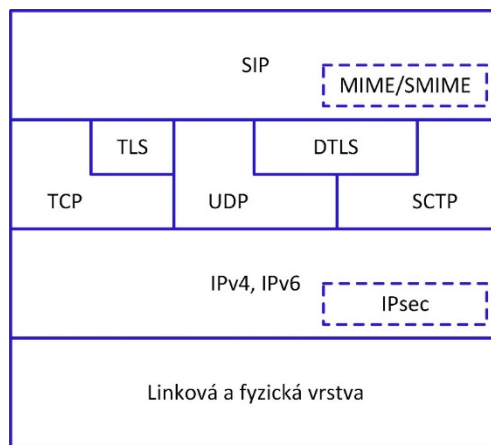 SIP
MIME/SMIME
TLS
DTLS
TCP
UDP
SCTP
IPv4, IPv6
IPsec
Linková a fyzická vrstva